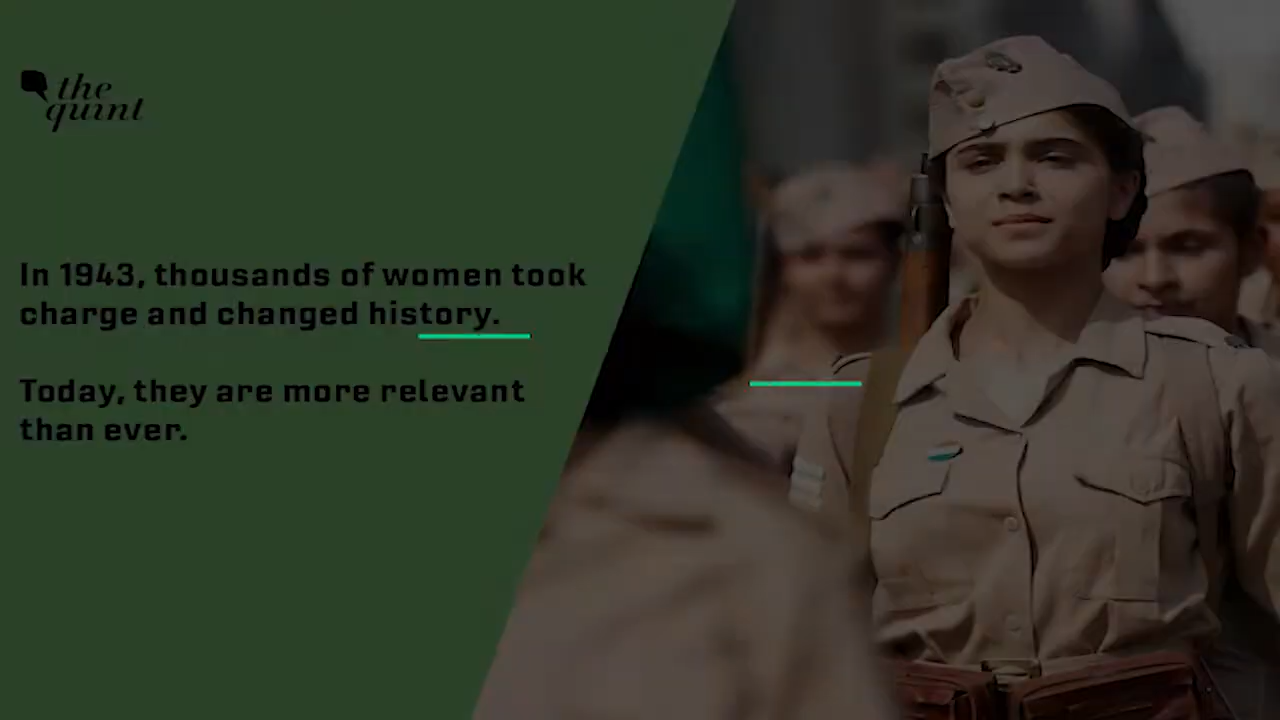 the
quint
In 1943, thousands of women took
charge and changed history.
Today, they are more relevant
than ever.